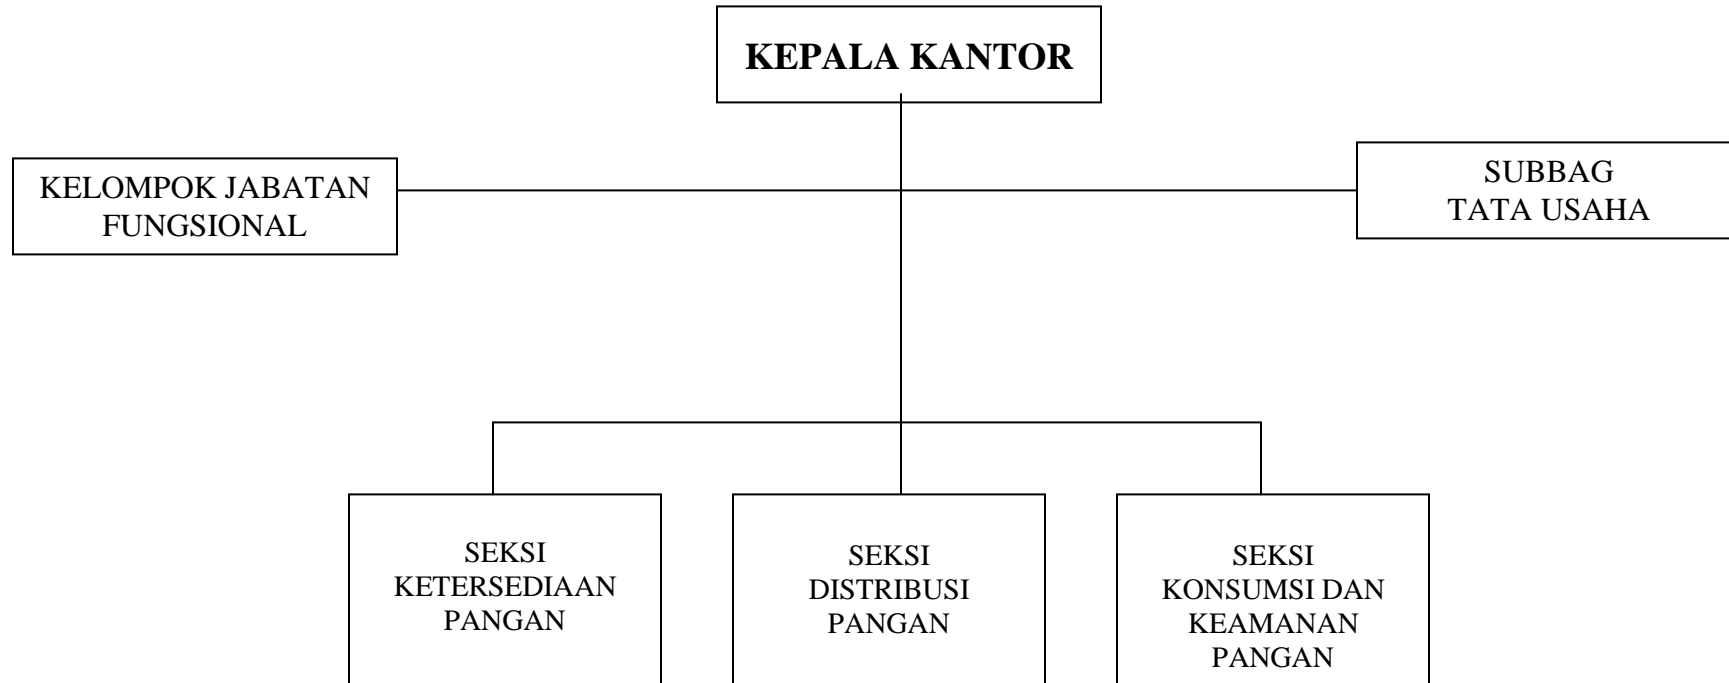 KEPALA KANTOR
KELOMPOK JABATAN
FUNGSIONAL
SUBBAG
TATA USAHA
SEKSI
KETERSEDIAAN
PANGAN
SEKSI
DISTRIBUSI
PANGAN
SEKSI
KONSUMSI DAN
KEAMANAN
PANGAN